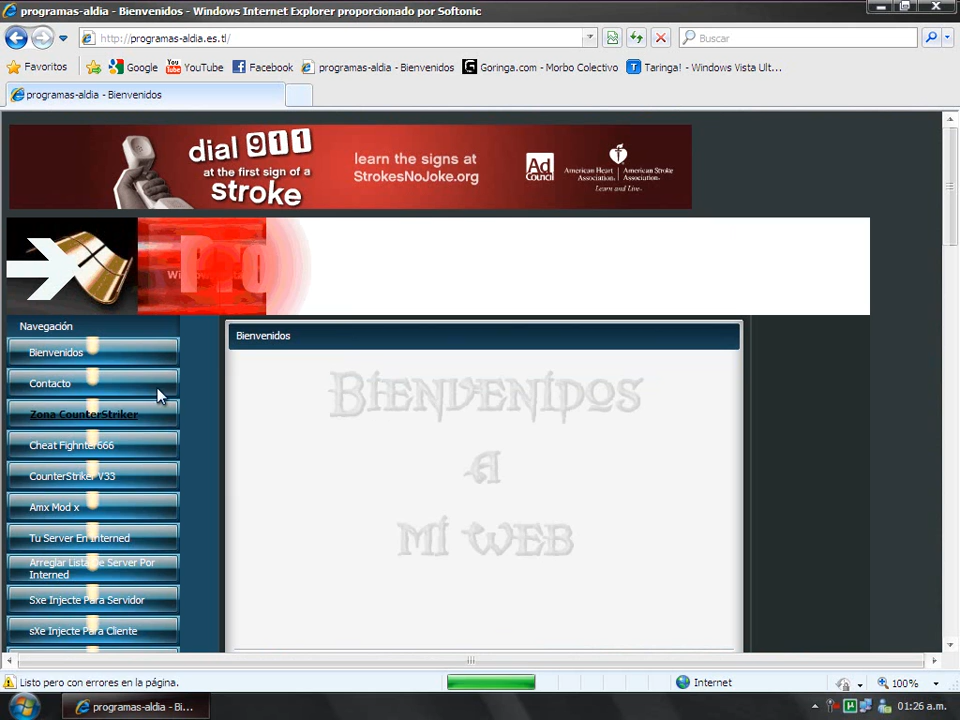 programas-aldia - Bienvenidos - Windows Internet Explorer proporcionado por Softonic
http://programas-aldia.es.tl/
Buscar
Favoritos
Google
YouTube
Facebook
programas-aldia - Bienvenidos
Goringa.com - Morbo Colectivo
Taringa! - Windows Vista Ult...
programas-aldia - Bienvenidos
dial 911
at the first sign of a
stroke
learn the signs at
StrokesNoJoke.org
Ad
Council
American Heart Association
American Stroke Association
Learn and Live
Pro
Navegación
Bienvenidos
Bienvenidos
Contacto
Zona CounterStriker
Cheat Fighnter666
CounterStriker V33
Amx Mod x
Tu Server En Interned
Arreglar Lista De Server Por
Interned
Sxe Injecte Para Servidor
sXe Injecte Para Cliente
Bienvenidos
A
Mi web
Listo pero con errores en la página.
Internet
100%
programas-aldia - Bi...
01:26 a.m.